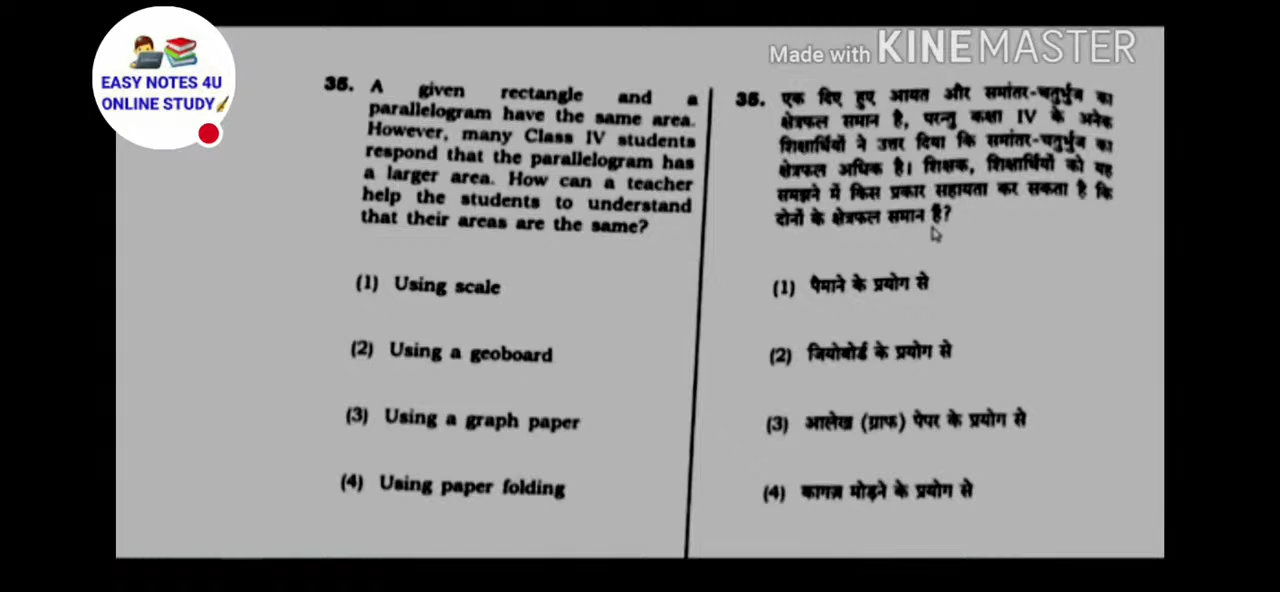 EASY NOTES 4U
ONLINE STUDY
Made with KINEMASTER
35. A given rectangle and a
parallelogram have the same area.
However, many Class IV students
respond that the parallelogram has
a larger area. How can a teacher
help the students to understand
that their areas are the same?
(1) Using scale
(2) Using a geoboard
(3) Using a graph paper
(4) Using paper folding
35. एक दिए हुए आयत और समांतर-चतुर्भुज का
क्षेत्रफल समान है, परन्तु कक्षा IV के अनेक
शिक्षार्थियों ने उत्तर दिया कि समांतर-चतुर्भुज का
क्षेत्रफल अधिक है। शिक्षक, शिक्षार्थियों को यह
समझने में किस प्रकार सहायता कर सकता है कि
दोनों के क्षेत्रफल समान हैं?
(1) पैमाने के प्रयोग से
(2) जियोबोर्ड के प्रयोग से
(3) आलेख (ग्राफ) पेपर के प्रयोग से
(4) कागज़ मोड़ने के प्रयोग से